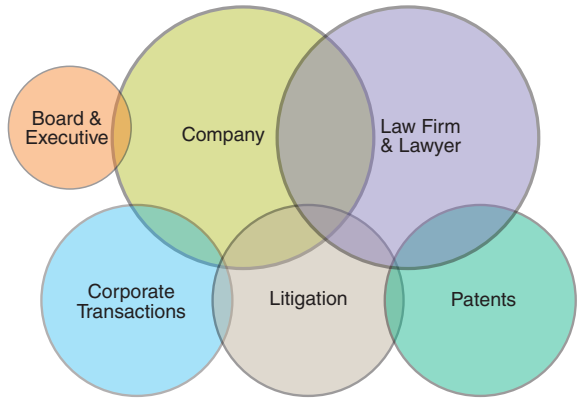 Board &
Executive
Company
Law Firm
& Lawyer
Corporate
Transactions
Litigation
Patents